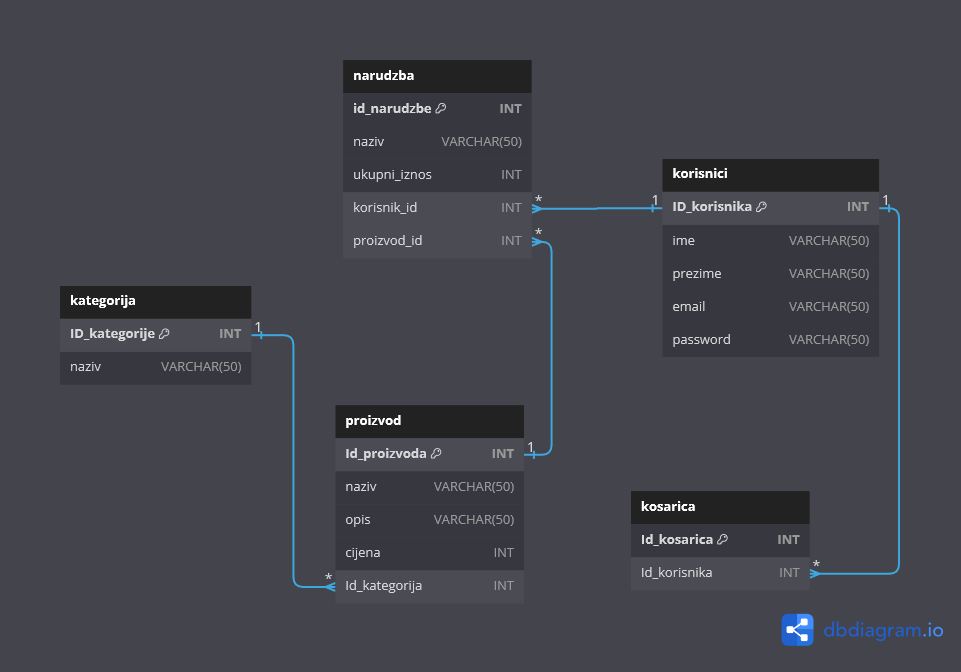 narudzba
id_narudzbe INT
naziv VARCHAR(50)
ukupni_iznos INT
korisnik_id INT
proizvod_id INT
*
*
1
korisnici
ID_korisnika INT
ime VARCHAR(50)
prezime VARCHAR(50)
email VARCHAR(50)
password VARCHAR(50)
1
kategorija
ID_kategorije INT
naziv VARCHAR(50)
1
proizvod
Id_proizvoda INT
naziv VARCHAR(50)
opis VARCHAR(50)
cijena INT
Id_kategorija INT
1
*
kosarica
Id_kosarica INT
Id_korisnika INT
*
dbdiagram.io